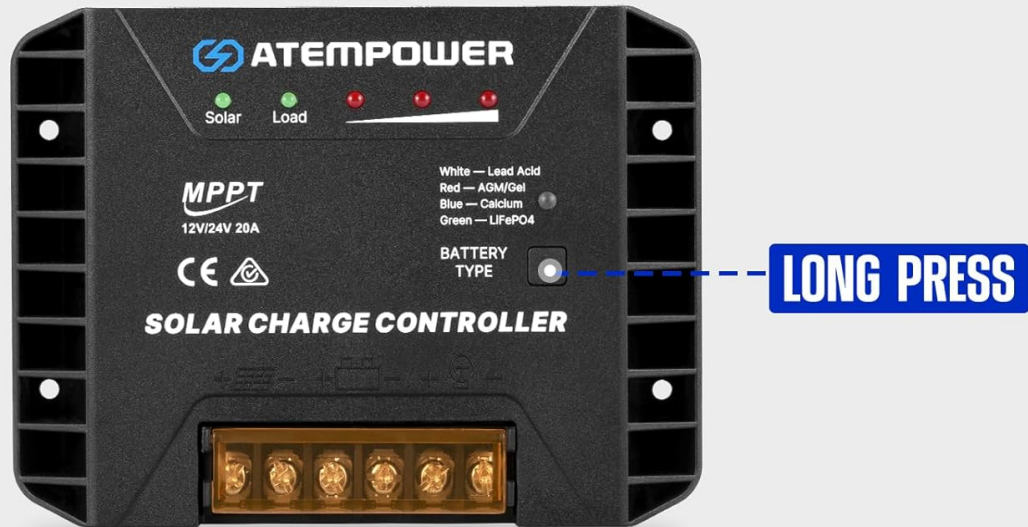 ATEMPOWER
Solar
Load
White — Lead Acid
Red — AGM/Gel
Blue — Calcium
Green — LiFePO4
MPPT
12V/24V 20A
BATTERY
TYPE
LONG PRESS
CE
SOLAR CHARGE CONTROLLER
+ - + - + -